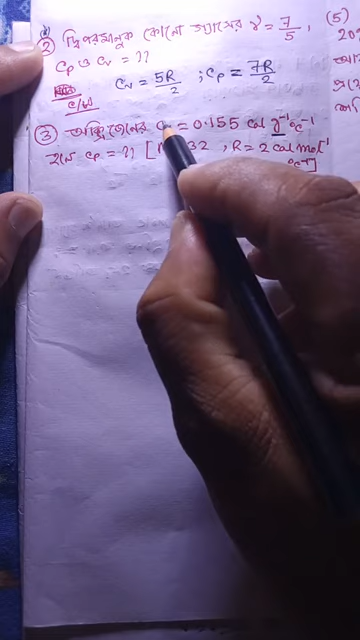 ② দ্বিপরমাণুক কোনো গ্যাসের γ = 7/5,
Cp ও Cv = ??
Cv = 5R/2 ; Cp = 7R/2
③ অক্সিজেনের C = 0.155 cal g⁻¹ °C⁻¹
হলে Cp = ?? [ 32 ; R = 2 cal mol⁻¹
°C⁻¹]
(5)